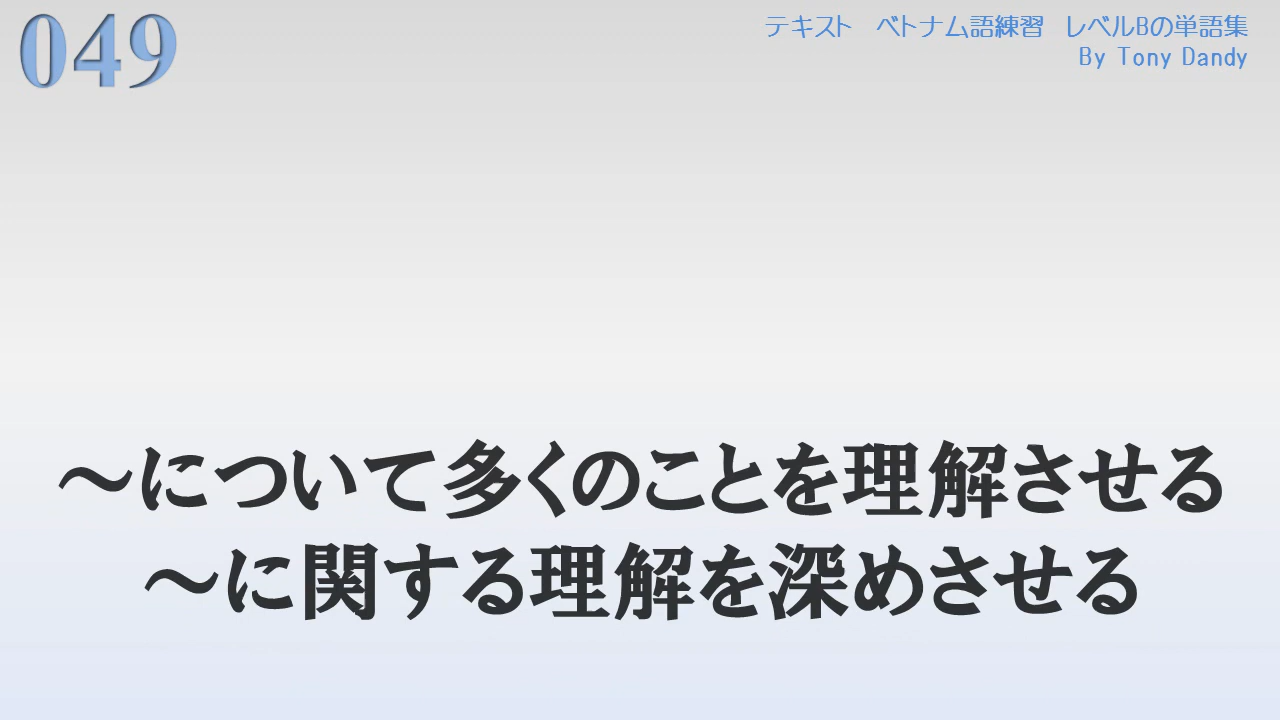 049
テキスト　ベトナム語練習　レベルBの単語集
By Tony Dandy
～について多くのことを理解させる
～に関する理解を深めさせる